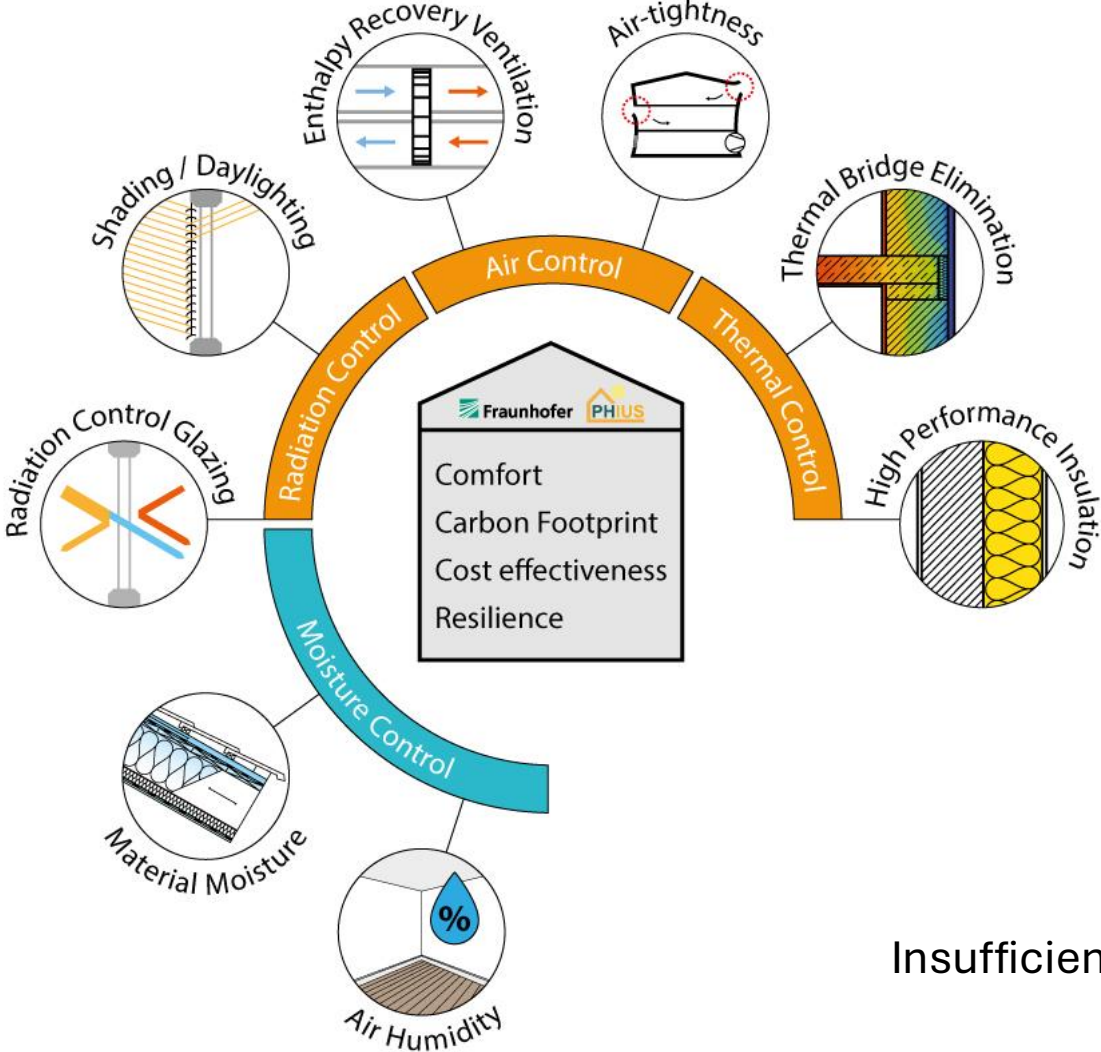 Enthalpy Recovery Ventilation
Air-tightness
Shading / Daylighting
Thermal Bridge Elimination
Air Control
Radiation Control
Thermal Control
Fraunhofer
PHIUS
Radiation Control Glazing
High Performance Insulation
Comfort
Carbon Footprint
Cost effectiveness
Resilience
Moisture Control
Material Moisture
%
Air Humidity
Insufficien